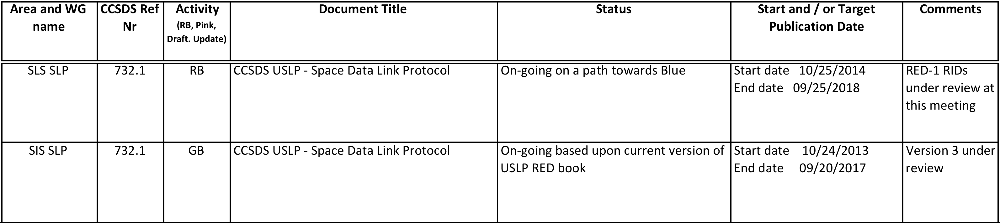 Area and WG name
CCSDS Ref Nr
Activity
(RB, Pink, Draft. Update)
Document Title
Status
Start and / or Target Publication Date
Comments
SLS SLP
732.1
RB
CCSDS USLP - Space Data Link Protocol
On-going on a path towards Blue
Start date 10/25/2014
End date 09/25/2018
RED-1 RIDs
under review at
this meeting
SIS SLP
732.1
GB
CCSDS USLP - Space Data Link Protocol
On-going based upon current version of
USLP RED book
Start date 10/24/2013
End date 09/20/2017
Version 3 under
review